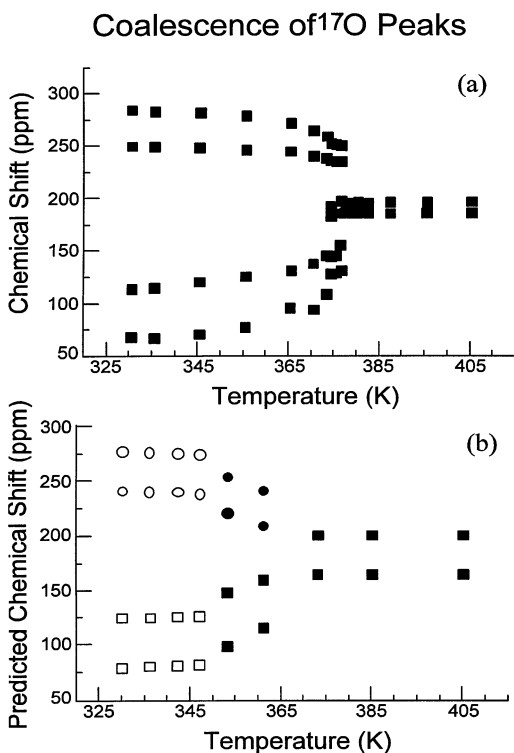 Coalescence of17O Peaks
(a)
300
250
200
150
100
50
Chemical Shift (ppm)
325 345 365 385 405
Temperature (K)
(b)
300
250
200
150
100
50
Predicted Chemical Shift (ppm)
325 345 365 385 405
Temperature (K)